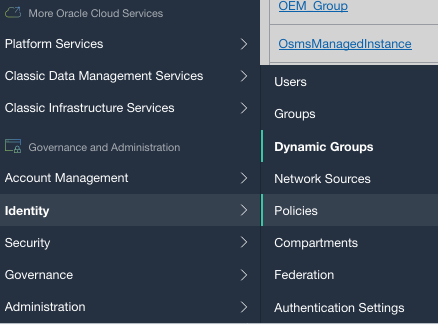 More Oracle Cloud Services
Platform Services
Classic Data Management Services
Classic Infrastructure Services
Governance and Administration
Account Management
Identity
Security
Governance
Administration
OEM_Group
OsmsManagedInstance
Users
Groups
Dynamic Groups
Network Sources
Policies
Compartments
Federation
Authentication Settings